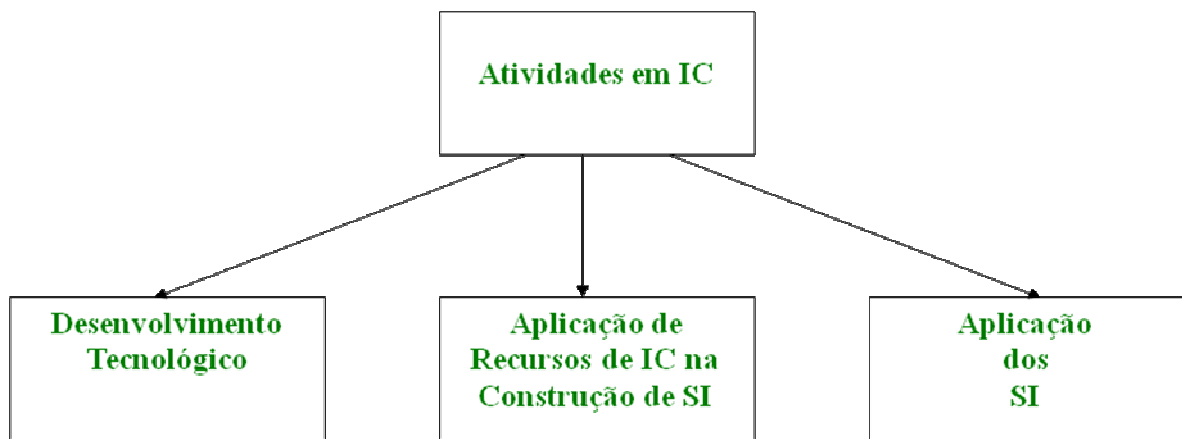 Atividades em IC
Desenvolvimento
Tecnológico
Aplicação de
Recursos de IC na
Construção de SI
Aplicação
dos
SI